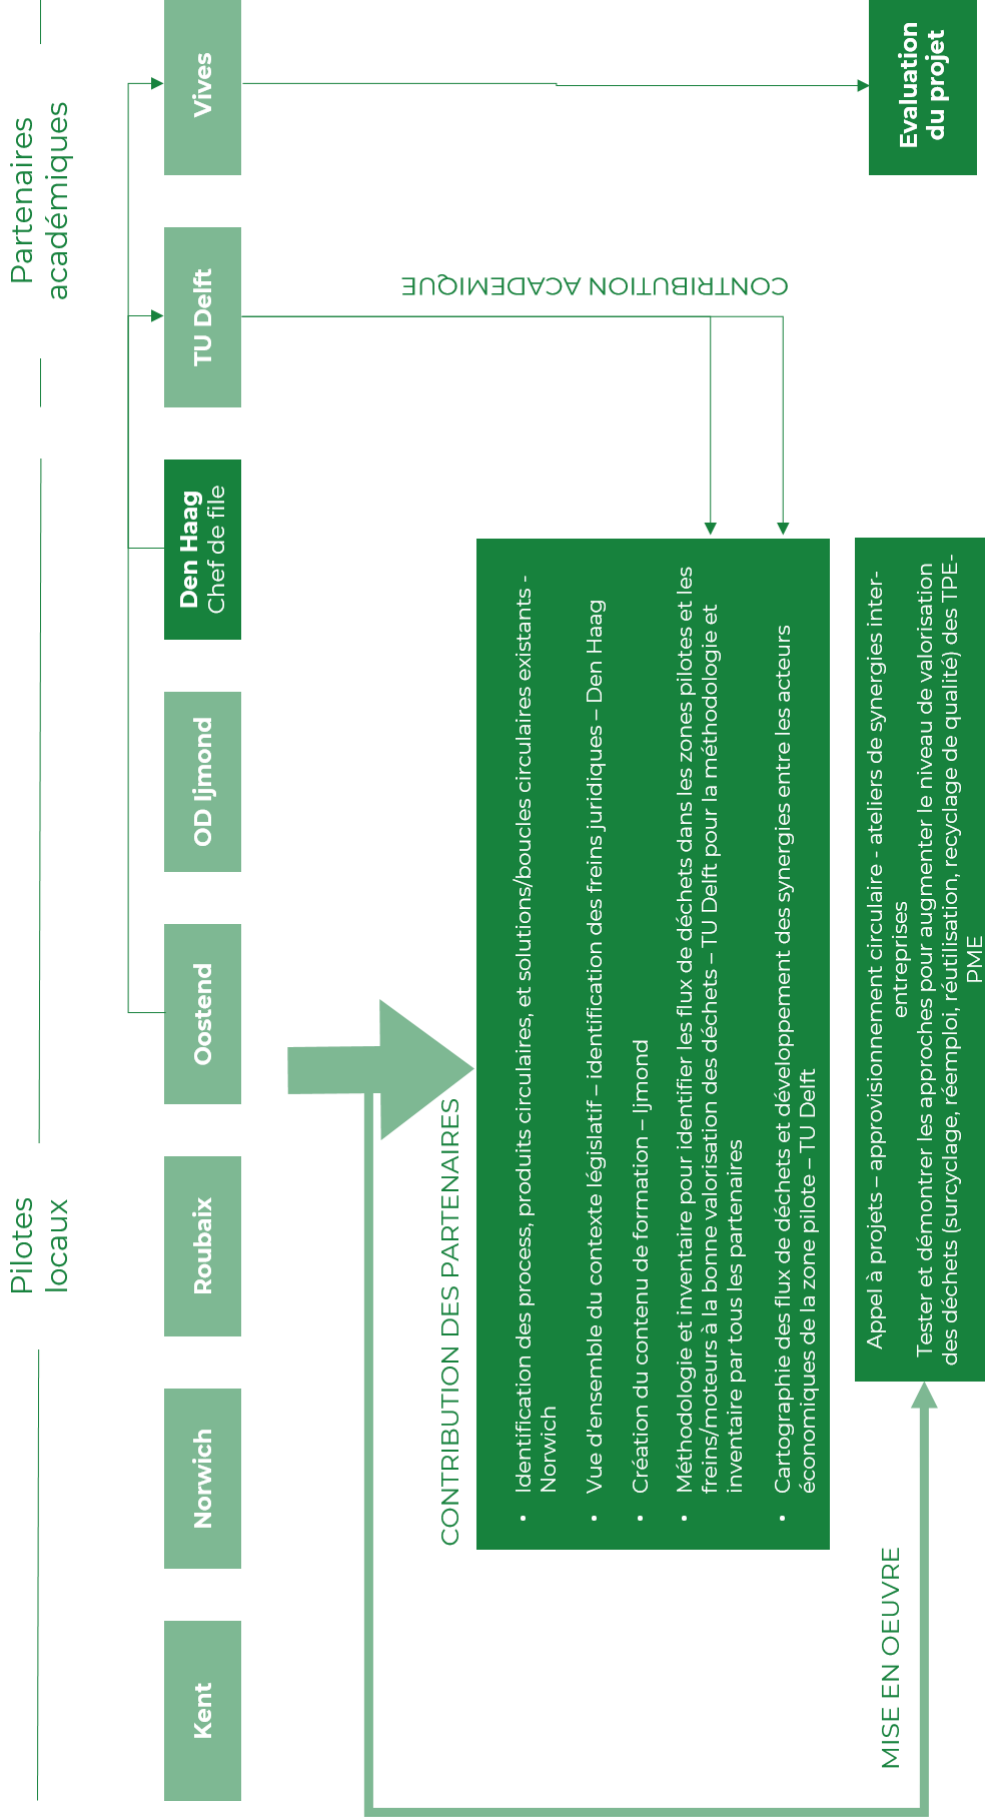 Pilotes
locaux
Partenaires
académiques
Kent
Norwich
Roubaix
Oostend
OD Ijmond
Den Haag
Chef de file
TU Delft
Vives
CONTRIBUTION DES PARTENAIRES
CONTRIBUTION ACADEMIQUE
• Identification des process, produits circulaires, et solutions/boucles circulaires existants -
Norwich
• Vue d'ensemble du contexte législatif – identification des freins juridiques – Den Haag
• Création du contenu de formation – Ijmond
• Méthodologie et inventaire pour identifier les flux de déchets dans les zones pilotes et les
freins/moteurs à la bonne valorisation des déchets – TU Delft pour la méthodologie et
inventaire par tous les partenaires
• Cartographie des flux de déchets et développement des synergies entre les acteurs
économiques de la zone pilote – TU Delft
MISE EN OEUVRE
Appel à projets – approvisionnement circulaire - ateliers de synergies inter-
entreprises
Tester et démontrer les approches pour augmenter le niveau de valorisation
des déchets (surcyclage, réemploi, réutilisation, recyclage de qualité) des TPE-
PME
Evaluation
du projet